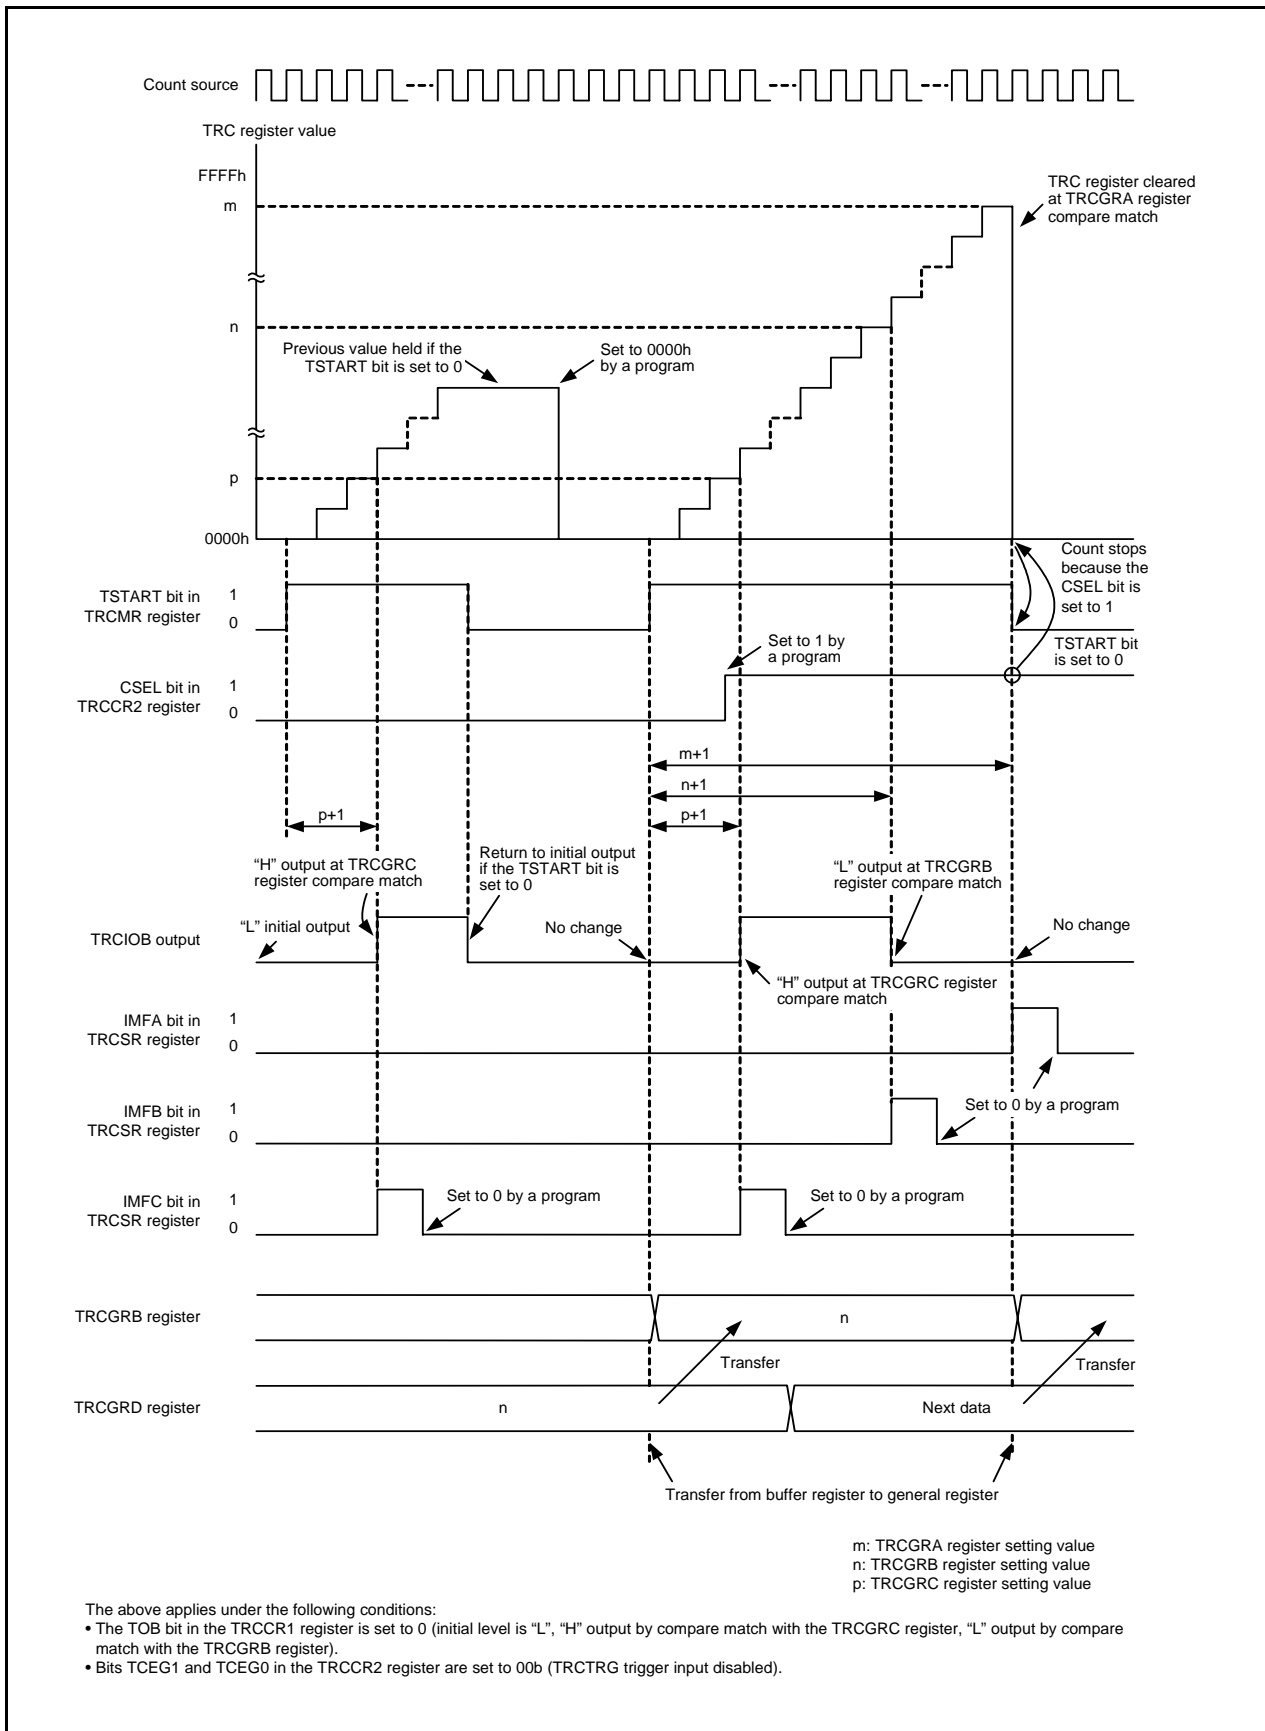 Count source
TRC register value
FFFFh
m
TRC register cleared
at TRCGRA register
compare match
n
Previous value held if the
TSTART bit is set to 0
Set to 0000h
by a program
p
0000h
Count stops
because the
CSEL bit is
set to 1
TSTART bit in
TRCMR register
1
0
TSTART bit
is set to 0
Set to 1 by
a program
CSEL bit in
TRCCR2 register
1
0
m+1
n+1
p+1
p+1
“H” output at TRCGRC
register compare match
Return to initial output
if the TSTART bit is
set to 0
“L” output at TRCGRB
register compare match
“L” initial output
No change
No change
TRCIOB output
“H” output at TRCGRC register
compare match
IMFA bit in
TRCSR register
1
0
Set to 0 by a program
IMFB bit in
TRCSR register
1
0
IMFC bit in
TRCSR register
1
0
Set to 0 by a program
Set to 0 by a program
TRCGRB register
n
Transfer
Transfer
TRCGRD register
n
Next data
Transfer from buffer register to general register
m: TRCGRA register setting value
n: TRCGRB register setting value
p: TRCGRC register setting value
The above applies under the following conditions:
• The TOB bit in the TRCCR1 register is set to 0 (initial level is “L”, “H” output by compare match with the TRCGRC register, “L” output by compare
match with the TRCGRB register).
• Bits TCEG1 and TCEG0 in the TRCCR2 register are set to 00b (TRCTRG trigger input disabled).